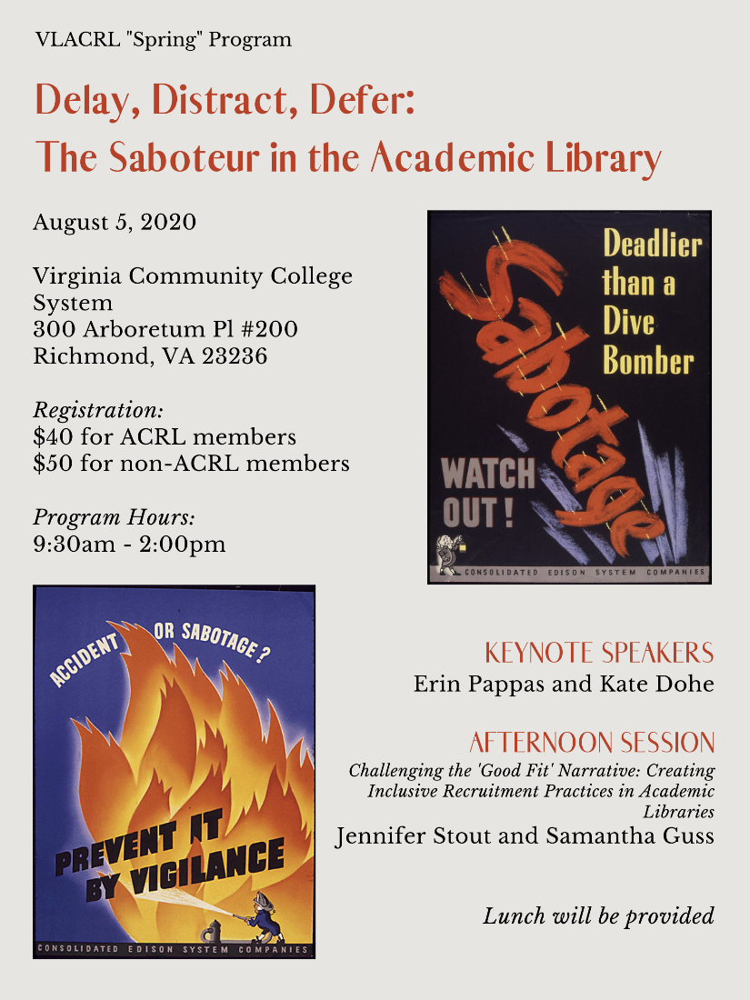 VLACRL "Spring" Program
Delay, Distract, Defer:
The Saboteur in the Academic Library
August 5, 2020
Virginia Community College
System
300 Arboretum Pl #200
Richmond, VA 23236
Registration:
$40 for ACRL members
$50 for non-ACRL members
Program Hours:
9:30am - 2:00pm
Deadlier
than a
Dive
Bomber
Sabotage
WATCH
OUT!
CONSOLIDATED EDISON SYSTEM COMPANIES
ACCIDENT OR SABOTAGE?
PREVENT IT
BY VIGILANCE
CONSOLIDATED EDISON SYSTEM COMPANIES
KEYNOTE SPEAKERS
Erin Pappas and Kate Dohe
AFTERNOON SESSION
Challenging the 'Good Fit' Narrative: Creating
Inclusive Recruitment Practices in Academic
Libraries
Jennifer Stout and Samantha Guss
Lunch will be provided